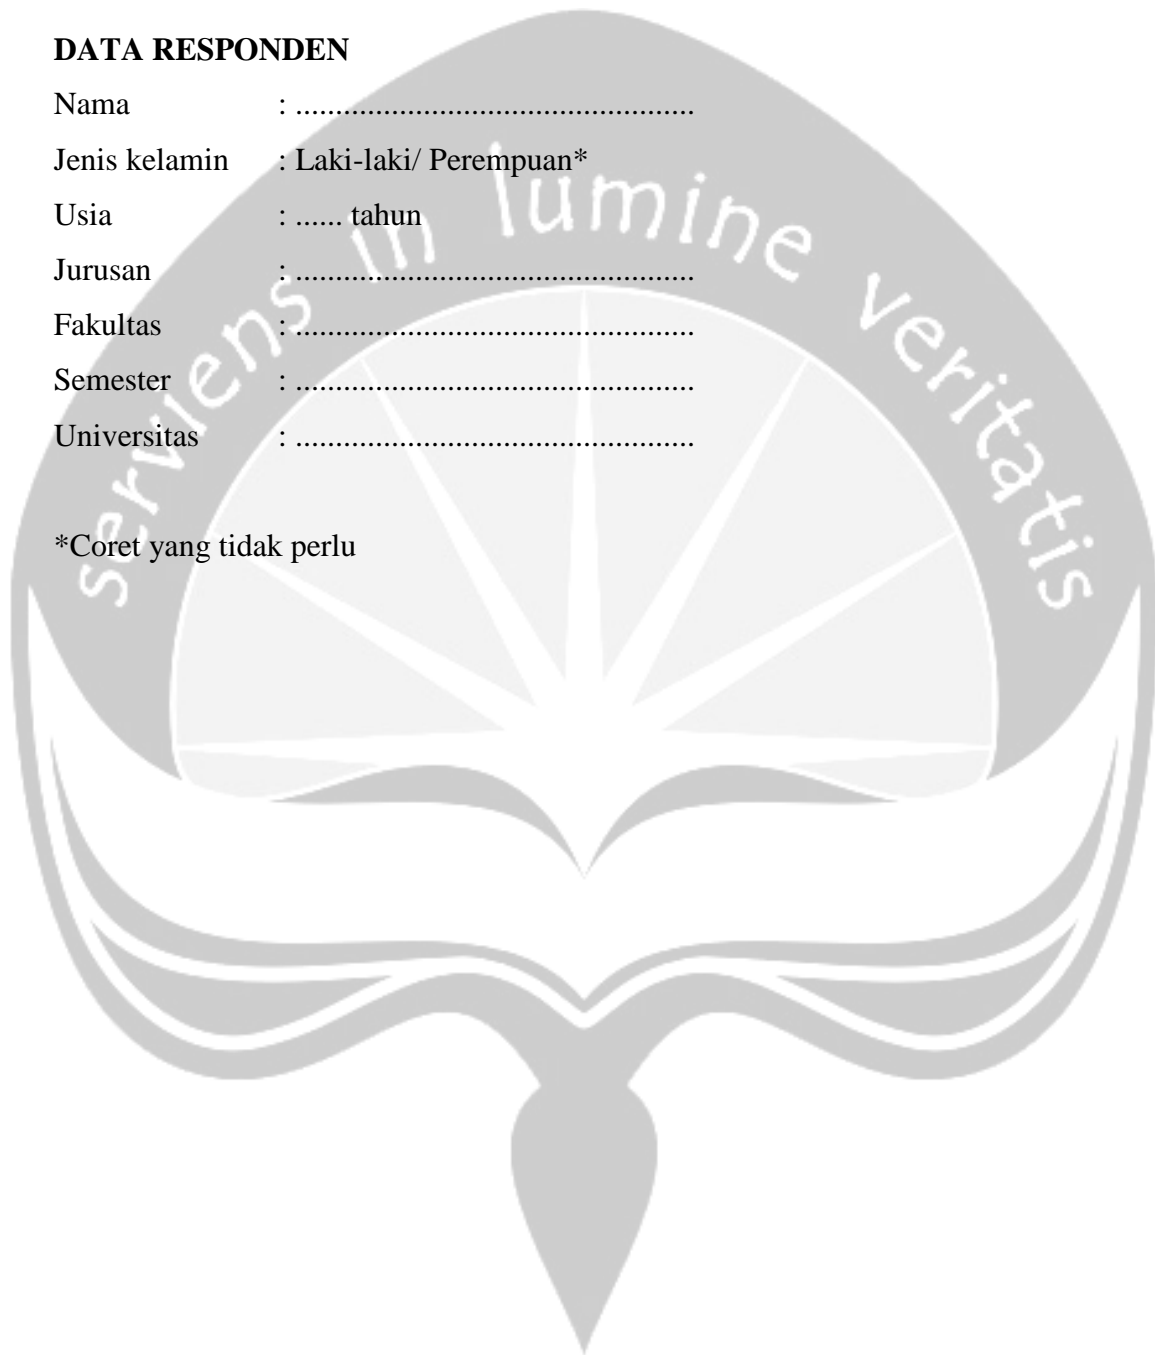 DATA RESPONDEN
Nama : ..................................................
Jenis kelamin : Laki-laki/ Perempuan*
Usia : ...... tahun
Jurusan : ..................................................
Fakultas : ..................................................
Semester : ..................................................
Universitas : ..................................................
*Coret yang tidak perlu
serviens in lumine veritatis